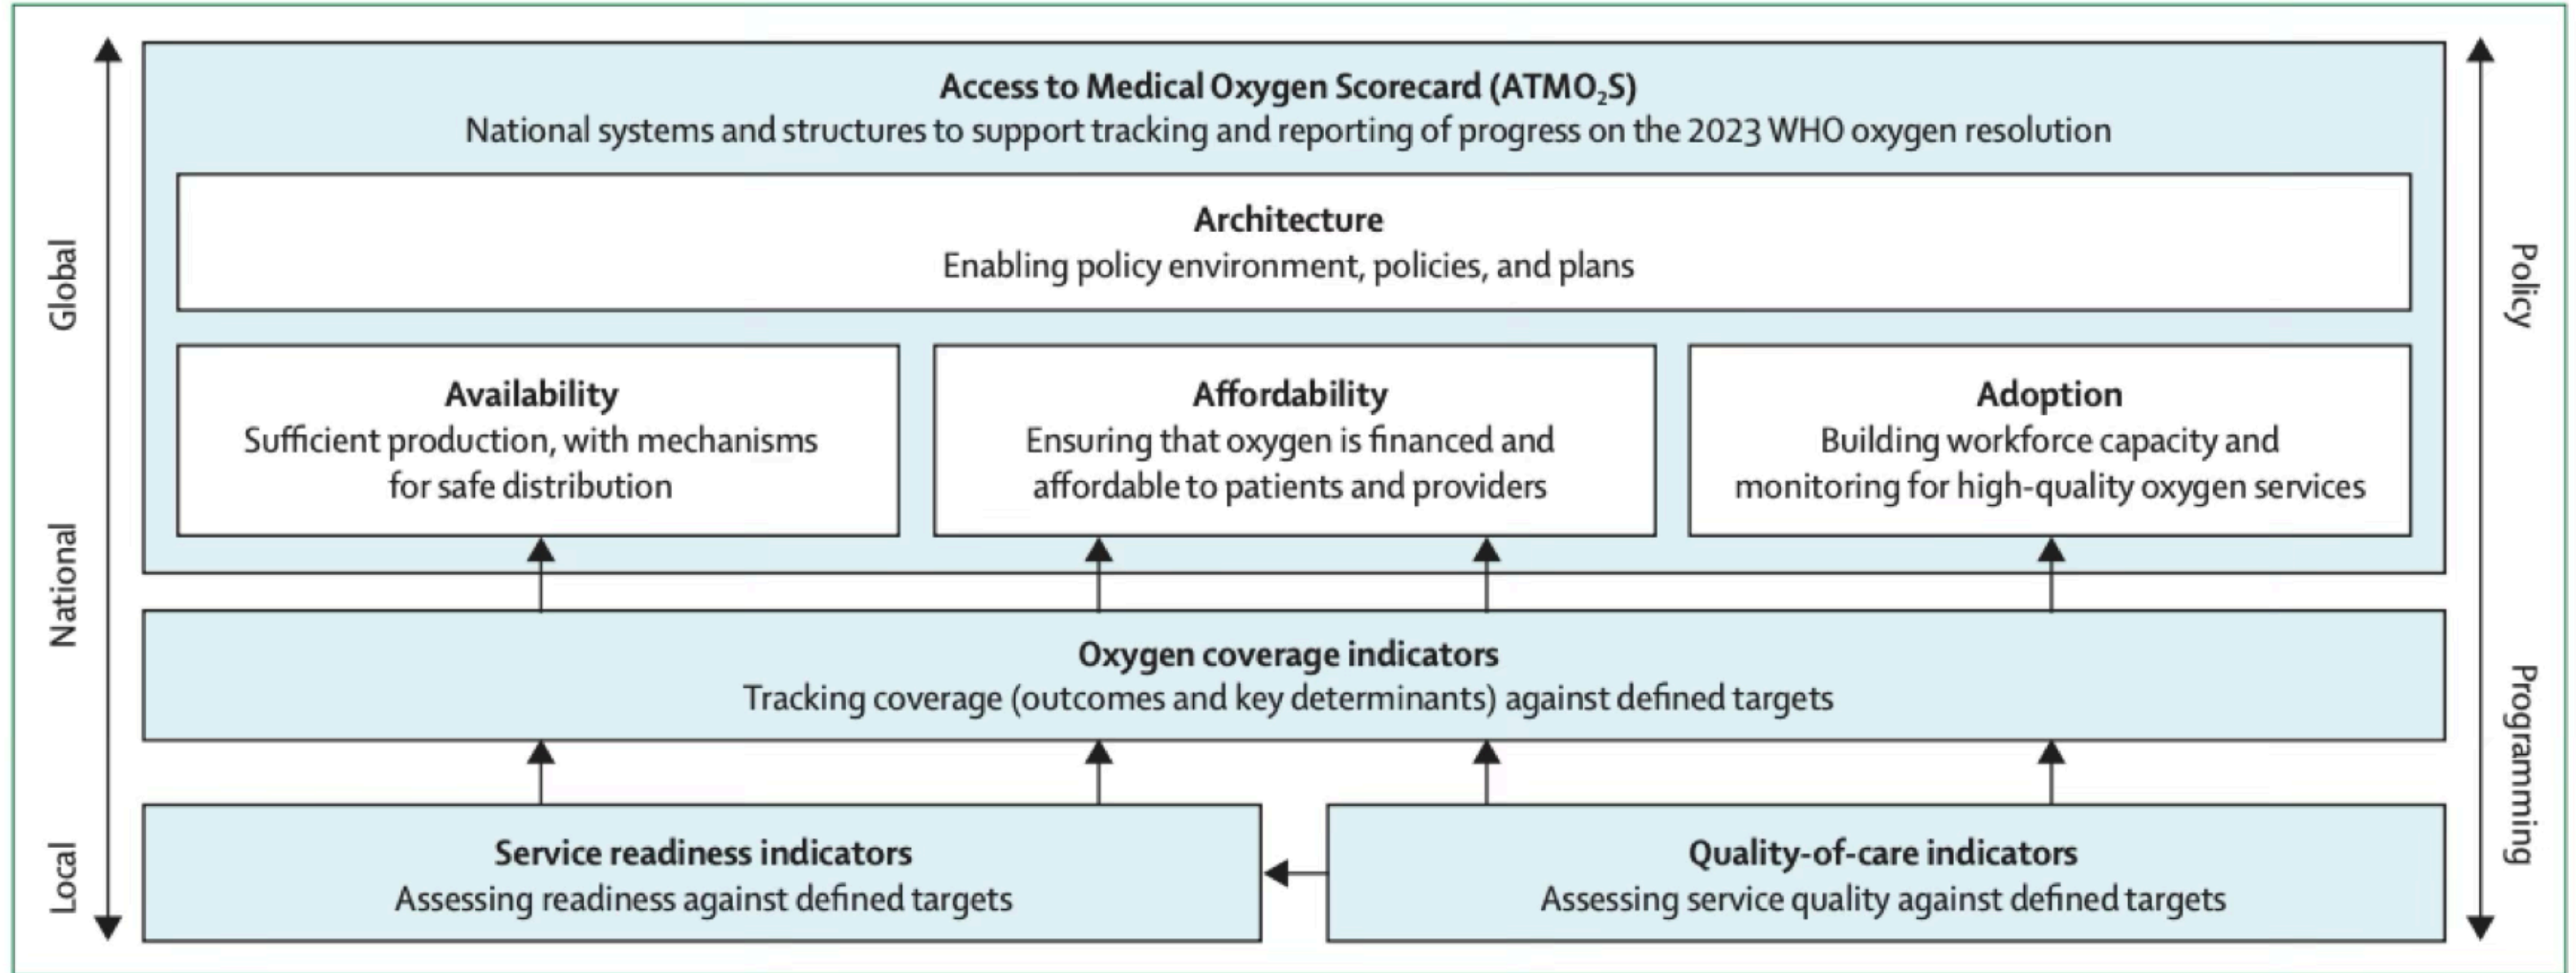 Access to Medical Oxygen Scorecard (ATMO₂S)
National systems and structures to support tracking and reporting of progress on the 2023 WHO oxygen resolution
Architecture
Enabling policy environment, policies, and plans
Availability
Sufficient production, with mechanisms
for safe distribution
Affordability
Ensuring that oxygen is financed and
affordable to patients and providers
Adoption
Building workforce capacity and
monitoring for high-quality oxygen services
Oxygen coverage indicators
Tracking coverage (outcomes and key determinants) against defined targets
Service readiness indicators
Assessing readiness against defined targets
Quality-of-care indicators
Assessing service quality against defined targets
Global
National
Local
Policy
Programming